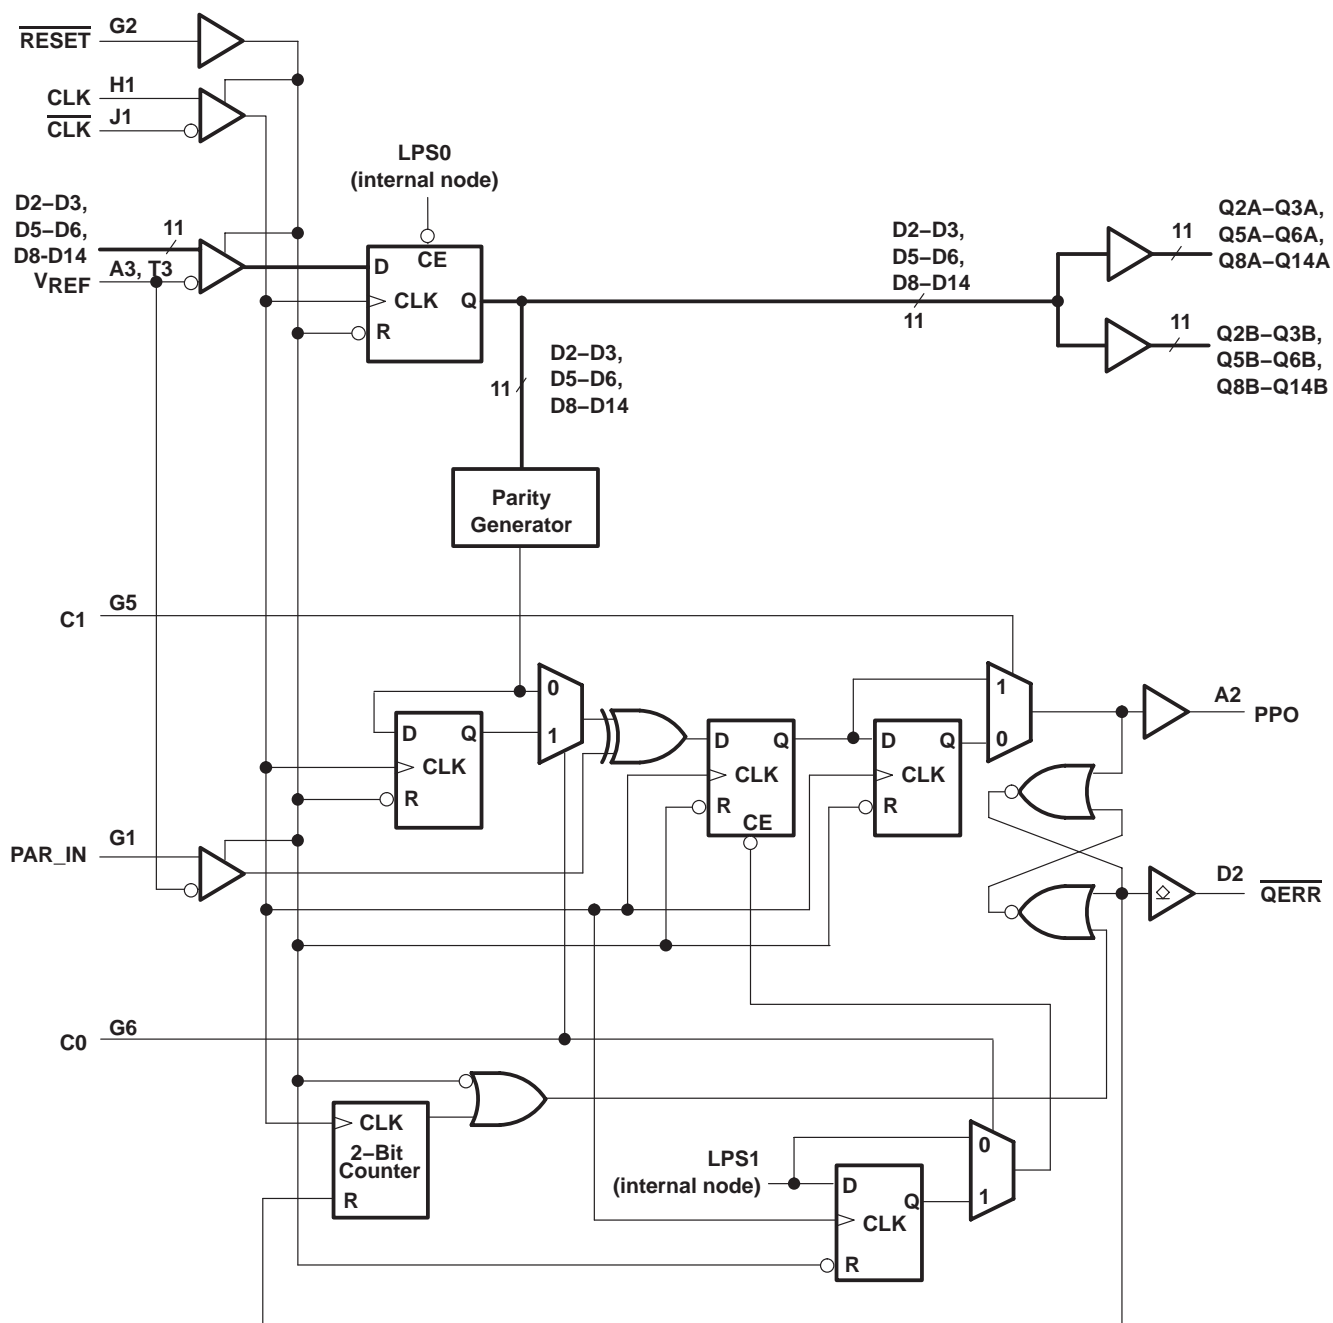 RESET G2
CLK H1
CLK J1
LPS0
(internal node)
D2–D3,
D5–D6,
D8-D14
11
VREF A3, T3
D
CE
CLK
Q
R
D2–D3,
D5–D6,
D8–D14
11
11
Q2A–Q3A,
Q5A–Q6A,
Q8A–Q14A
11
Q2B–Q3B,
Q5B–Q6B,
Q8B–Q14B
11
D2–D3,
D5–D6,
D8–D14
Parity
Generator
C1 G5
0
1
D
Q
CLK
R
D
Q
CLK
R
CE
D
Q
CLK
R
1
0
A2
PPO
PAR_IN G1
D2
QERR
C0 G6
CLK
2–Bit
Counter
R
LPS1
(internal node)
D
Q
CLK
R
0
1